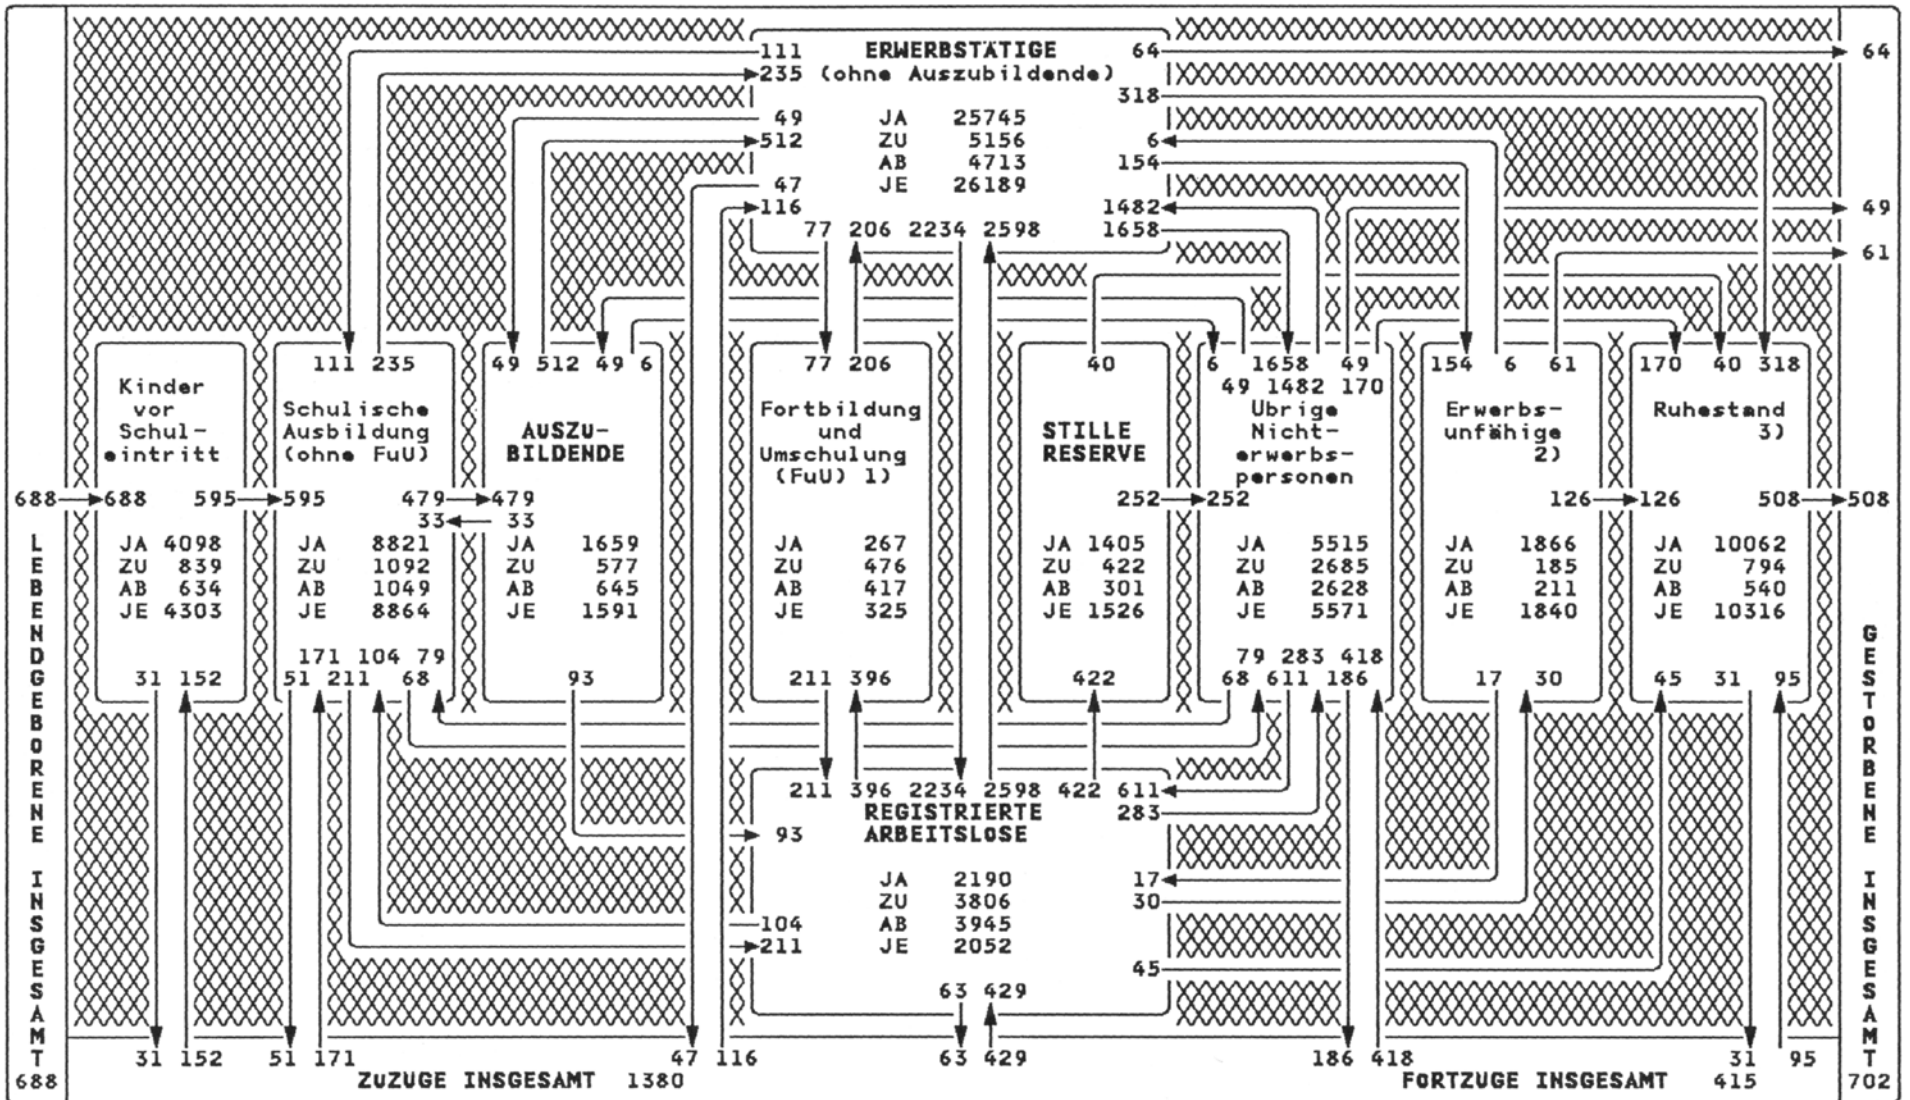 111 ERWERBSTÄTIGE 64 64
235 (ohne Auszubildende)
318
49 JA 25745
512 ZU 5156 6
AB 4713 154
47 JE 26189
116 1482 49
77 206 2234 2598 1658
61
111 235 49 512 49 6 77 206 40 6 1658 49 154 6 61 170 40 318
49 1482 170
Kinder
vor
Schul-
eintritt
Schulische
Ausbildung
(ohne FuU)
AUSZU-
BILDENDE
Fortbildung
und
Umschulung
(FuU) 1)
STILLE
RESERVE
Ubrige
Nicht-
erwerbs-
personen
Erwerbs-
unfähige
2)
Ruhestand
3)
688 688 595 595 479 479 252 252 126 126 508 508
33 33
JA 4098 JA 8821 JA 1659 JA 267 JA 1405 JA 5515 JA 1866 JA 10062
ZU 839 ZU 1092 ZU 577 ZU 476 ZU 422 ZU 2685 ZU 185 ZU 794
AB 634 AB 1049 AB 645 AB 417 AB 301 AB 2628 AB 211 AB 540
JE 4303 JE 8864 JE 1591 JE 325 JE 1526 JE 5571 JE 1840 JE 10316
171 104 79 79 283 418
31 152 51 211 68 93 211 396 422 68 611 186 17 30 45 31 95
211 396 2234 2598 422 611
REGISTRIERTE 283
93 ARBEITSLOSE
JA 2190 17
ZU 3806 30
104 AB 3945
211 JE 2052
45
63 429
31 152 51 171 47 116 63 429 186 418 31 95
ZUZUGE INSGESAMT 1380 FORTZUGE INSGESAMT 415
LEBENDGEBORENE INSGESAMT
688
GESTORBENE INSGESAMT
702